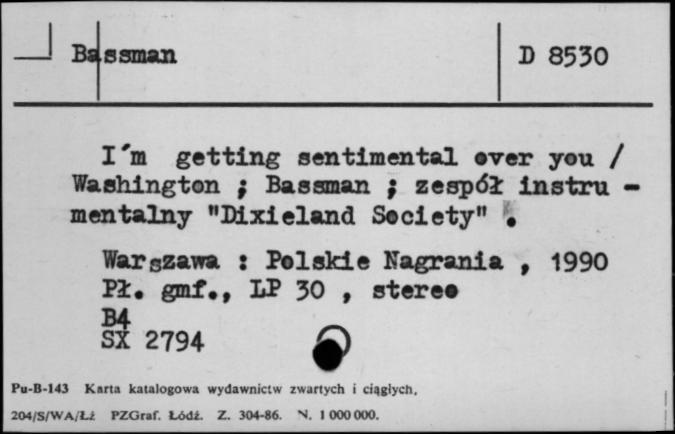 Bassman D 8530
I´m getting sentimental over you /
Washington ; Bassman ; zespół instru -
mentalny "Dixieland Society" .
Warszawa : Polskie Nagrania , 1990
Pł. gmf., LP 30 , stereo
B4
SX 2794
Pu-B-143 Karta katalogowa wydawnictw zwartych i ciągłych.
204/S/WA/Łż PZGraf. Łódź. Z. 304-86. N. 1 000 000.